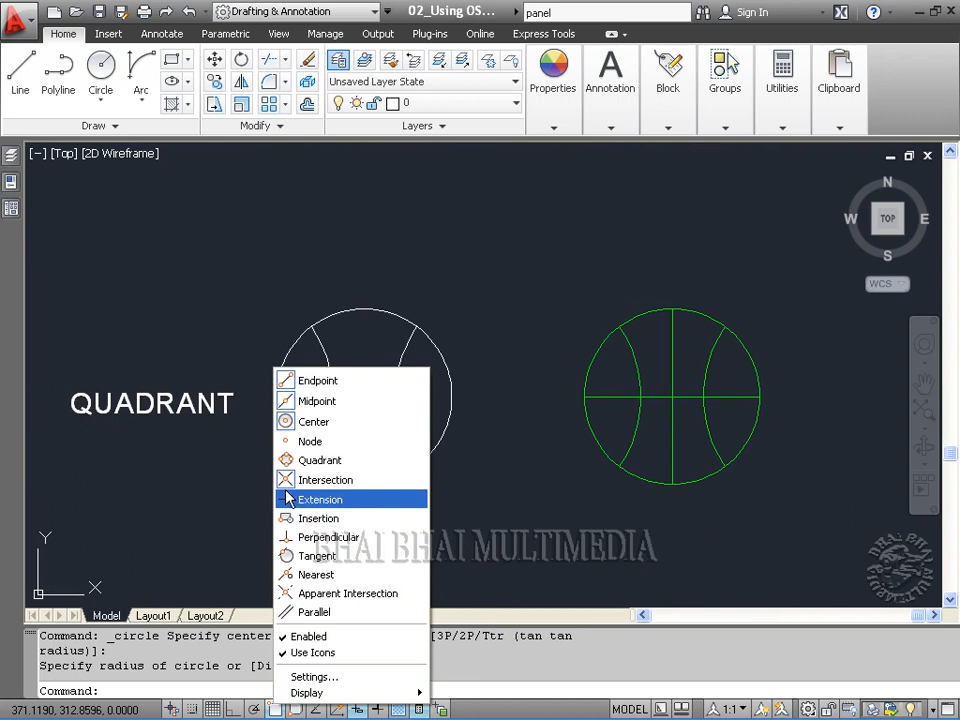 Drafting & Annotation
02_Using OS...
panel
Sign In
Home Insert Annotate Parametric View Manage Output Plug-ins Online Express Tools
Unsaved Layer State
0
Line Polyline Circle Arc
Properties Annotation Block Groups Utilities Clipboard
Draw Modify Layers
[−] [Top] [2D Wireframe]
N
W TOP E
S
WCS
QUADRANT
Endpoint
Midpoint
Center
Node
Quadrant
Intersection
Extension
Insertion
Perpendicular
Tangent
Nearest
Apparent Intersection
Parallel
Enabled
Use Icons
Settings...
Display
BHAI BHAI MULTIMEDIA
Y
X
Model Layout1 Layout2
Command: _circle Specify center [3P/2P/Ttr (tan tan
radius)]:
Specify radius of circle or [Di
Command:
371.1190, 312.8596, 0.0000
MODEL
1:1